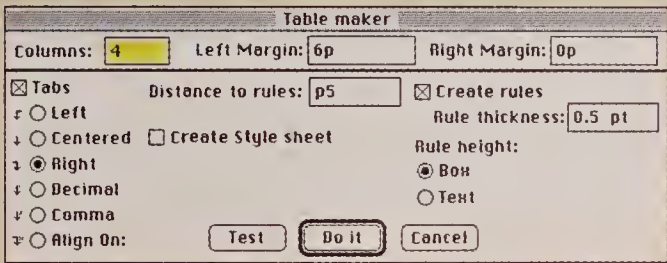 Table maker
Columns: 4 Left Margin: 6p Right Margin: 0p
Tabs Distance to rules: p5 Create rules
Left Rule thickness: 0.5 pt
Centered Create Style sheet
Rule height:
Right
Box
Decimal
Text
Comma
Align On: Test Do it Cancel